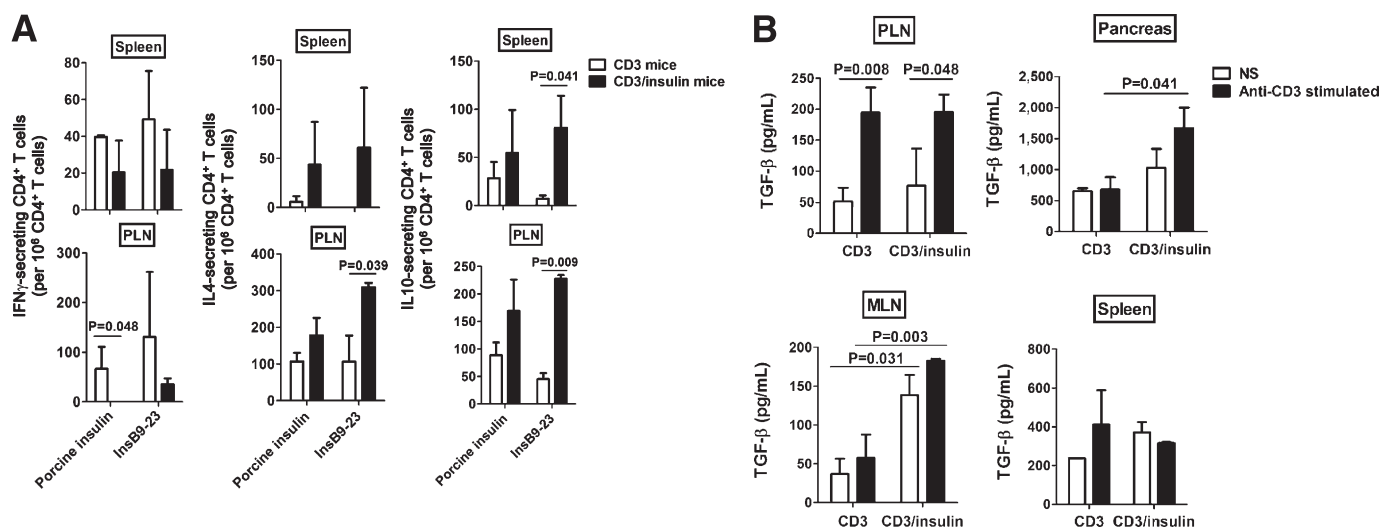 A
Spleen
IFNγ-secreting CD4+ T cells
(per 10⁶ CD4⁺ T cells)
80
60
40
20
0
PLN
300
200
100
0
P=0.048
Porcine insulin
InsB9-23
Spleen
IL4-secreting CD4⁺ T cells
(per 10⁶ CD4⁺ T cells)
150
100
50
0
PLN
400
300
200
100
0
P=0.039
Porcine insulin
InsB9-23
Spleen
IL10-secreting CD4⁺ T cells
(per 10⁶ CD4⁺ T cells)
150
100
50
0
P=0.041
CD3 mice
CD3/insulin mice
PLN
250
200
150
100
50
0
P=0.009
Porcine insulin
InsB9-23
B
PLN
TGF-β (pg/mL)
250
200
150
100
50
0
P=0.008
P=0.048
CD3
CD3/insulin
Pancreas
TGF-β (pg/mL)
2,500
2,000
1,500
1,000
500
0
P=0.041
CD3
CD3/insulin
NS
Anti-CD3 stimulated
MLN
TGF-β (pg/mL)
200
150
100
50
0
P=0.003
P=0.031
CD3
CD3/insulin
Spleen
TGF-β (pg/mL)
800
600
400
200
0
CD3
CD3/insulin